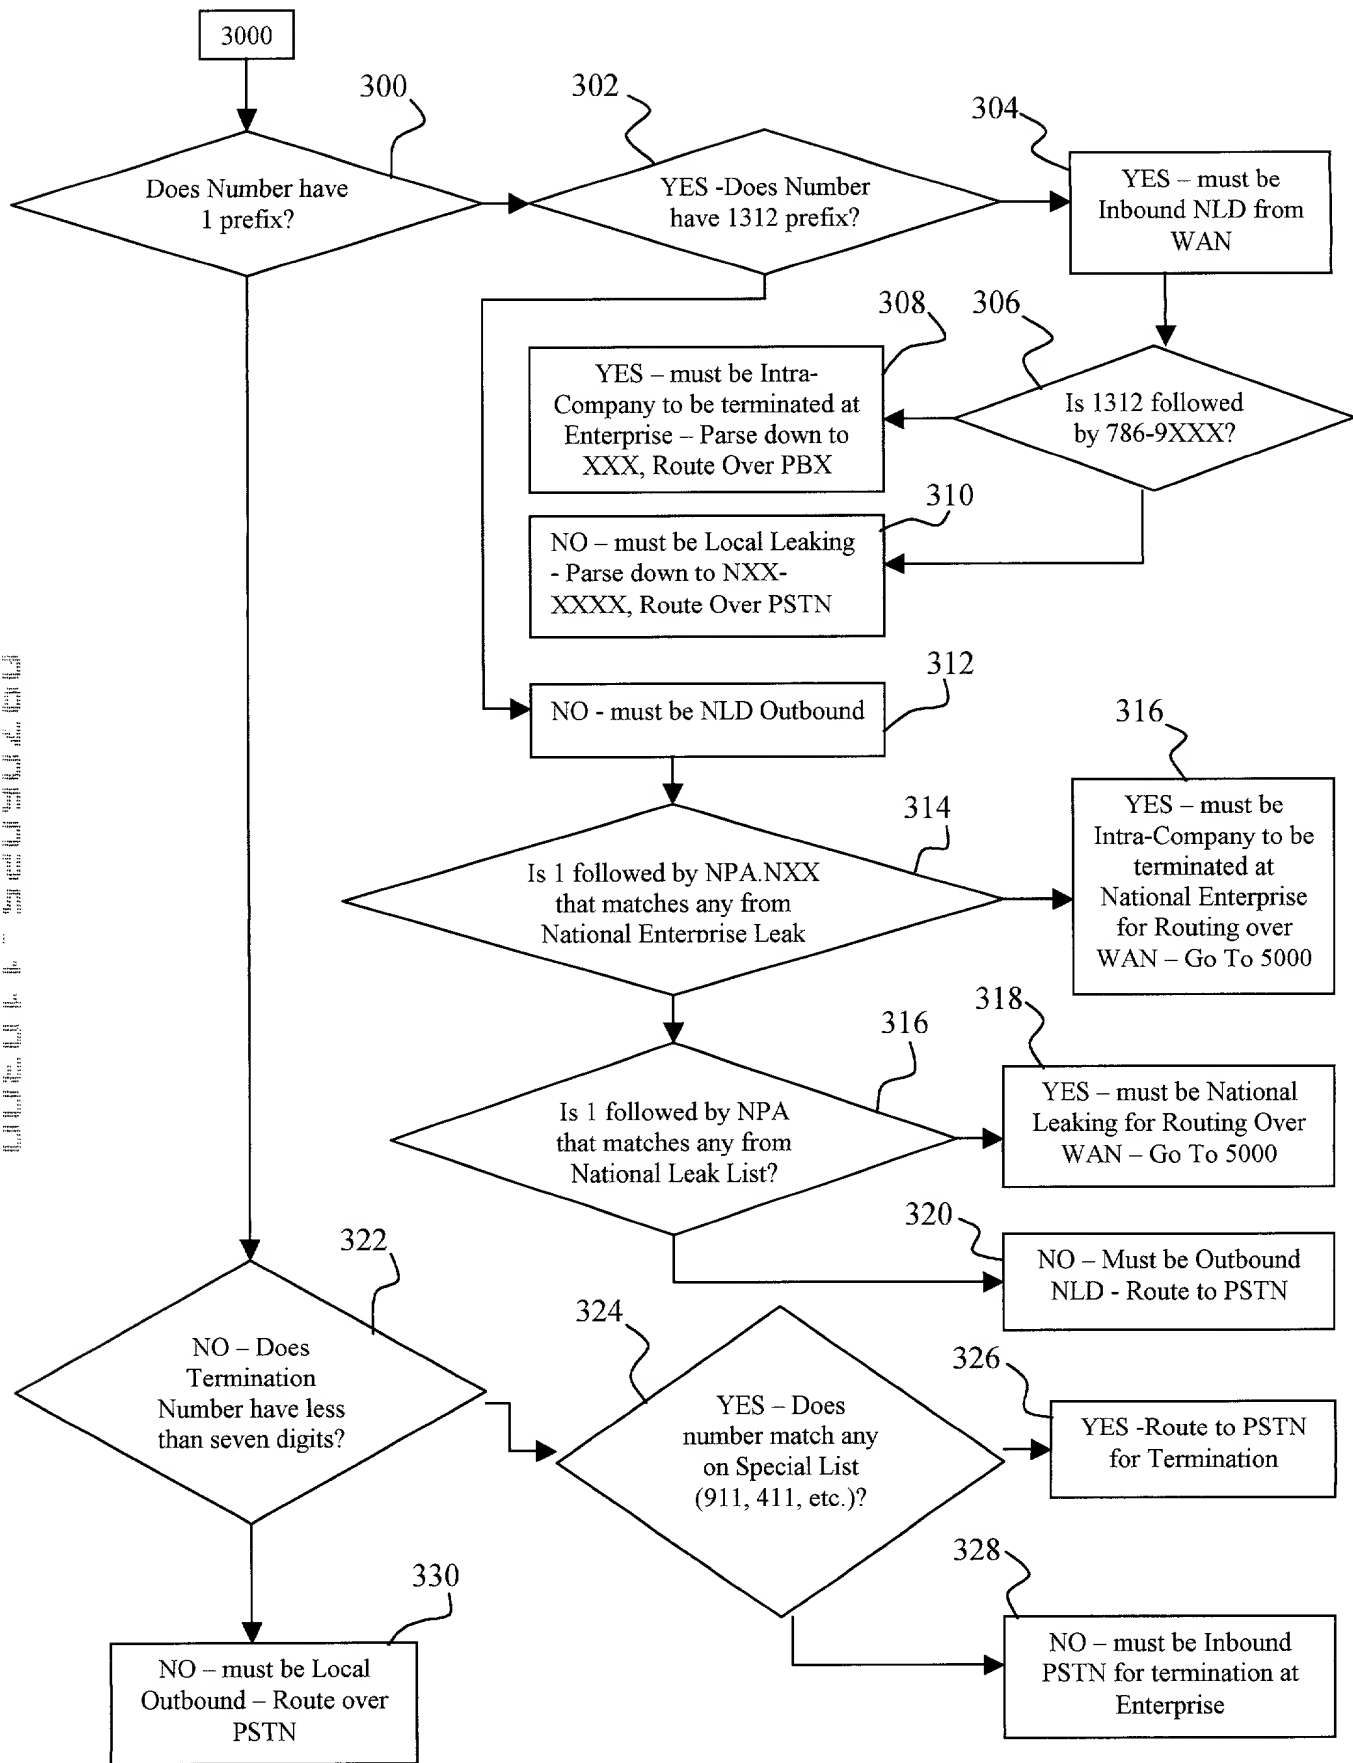 3000
300
302
304
Does Number have
1 prefix?
YES -Does Number
have 1312 prefix?
YES – must be
Inbound NLD from
WAN
308
306
YES – must be Intra-
Company to be terminated at
Enterprise – Parse down to
XXX, Route Over PBX
Is 1312 followed
by 786-9XXX?
310
NO – must be Local Leaking
- Parse down to NXX-
XXXX, Route Over PSTN
312
NO - must be NLD Outbound
316
314
Is 1 followed by NPA.NXX
that matches any from
National Enterprise Leak
YES – must be
Intra-Company to be
terminated at
National Enterprise
for Routing over
WAN – Go To 5000
316
318
Is 1 followed by NPA
that matches any from
National Leak List?
YES – must be National
Leaking for Routing Over
WAN – Go To 5000
320
NO – Must be Outbound
NLD - Route to PSTN
322
NO – Does
Termination
Number have less
than seven digits?
324
YES – Does
number match any
on Special List
(911, 411, etc.)?
326
YES -Route to PSTN
for Termination
328
NO – must be Inbound
PSTN for termination at
Enterprise
330
NO – must be Local
Outbound – Route over
PSTN